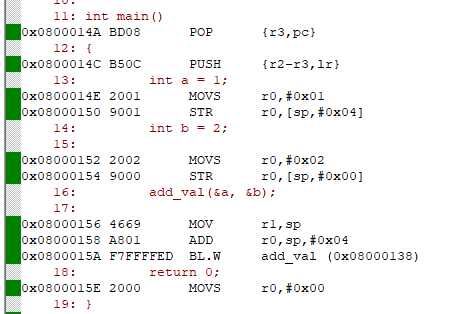 11: int main()
0x0800014A BD08 POP {r3,pc}
12: {
0x0800014C B50C PUSH {r2-r3,lr}
13: int a = 1;
0x0800014E 2001 MOVS r0,#0x01
0x08000150 9001 STR r0,[sp,#0x04]
14: int b = 2;
15:
0x08000152 2002 MOVS r0,#0x02
0x08000154 9000 STR r0,[sp,#0x00]
16: add_val(&a, &b);
17:
0x08000156 4669 MOV r1,sp
0x08000158 A801 ADD r0,sp,#0x04
0x0800015A F7FFFFED BL.W add_val (0x08000138)
18: return 0;
0x0800015E 2000 MOVS r0,#0x00
19: }